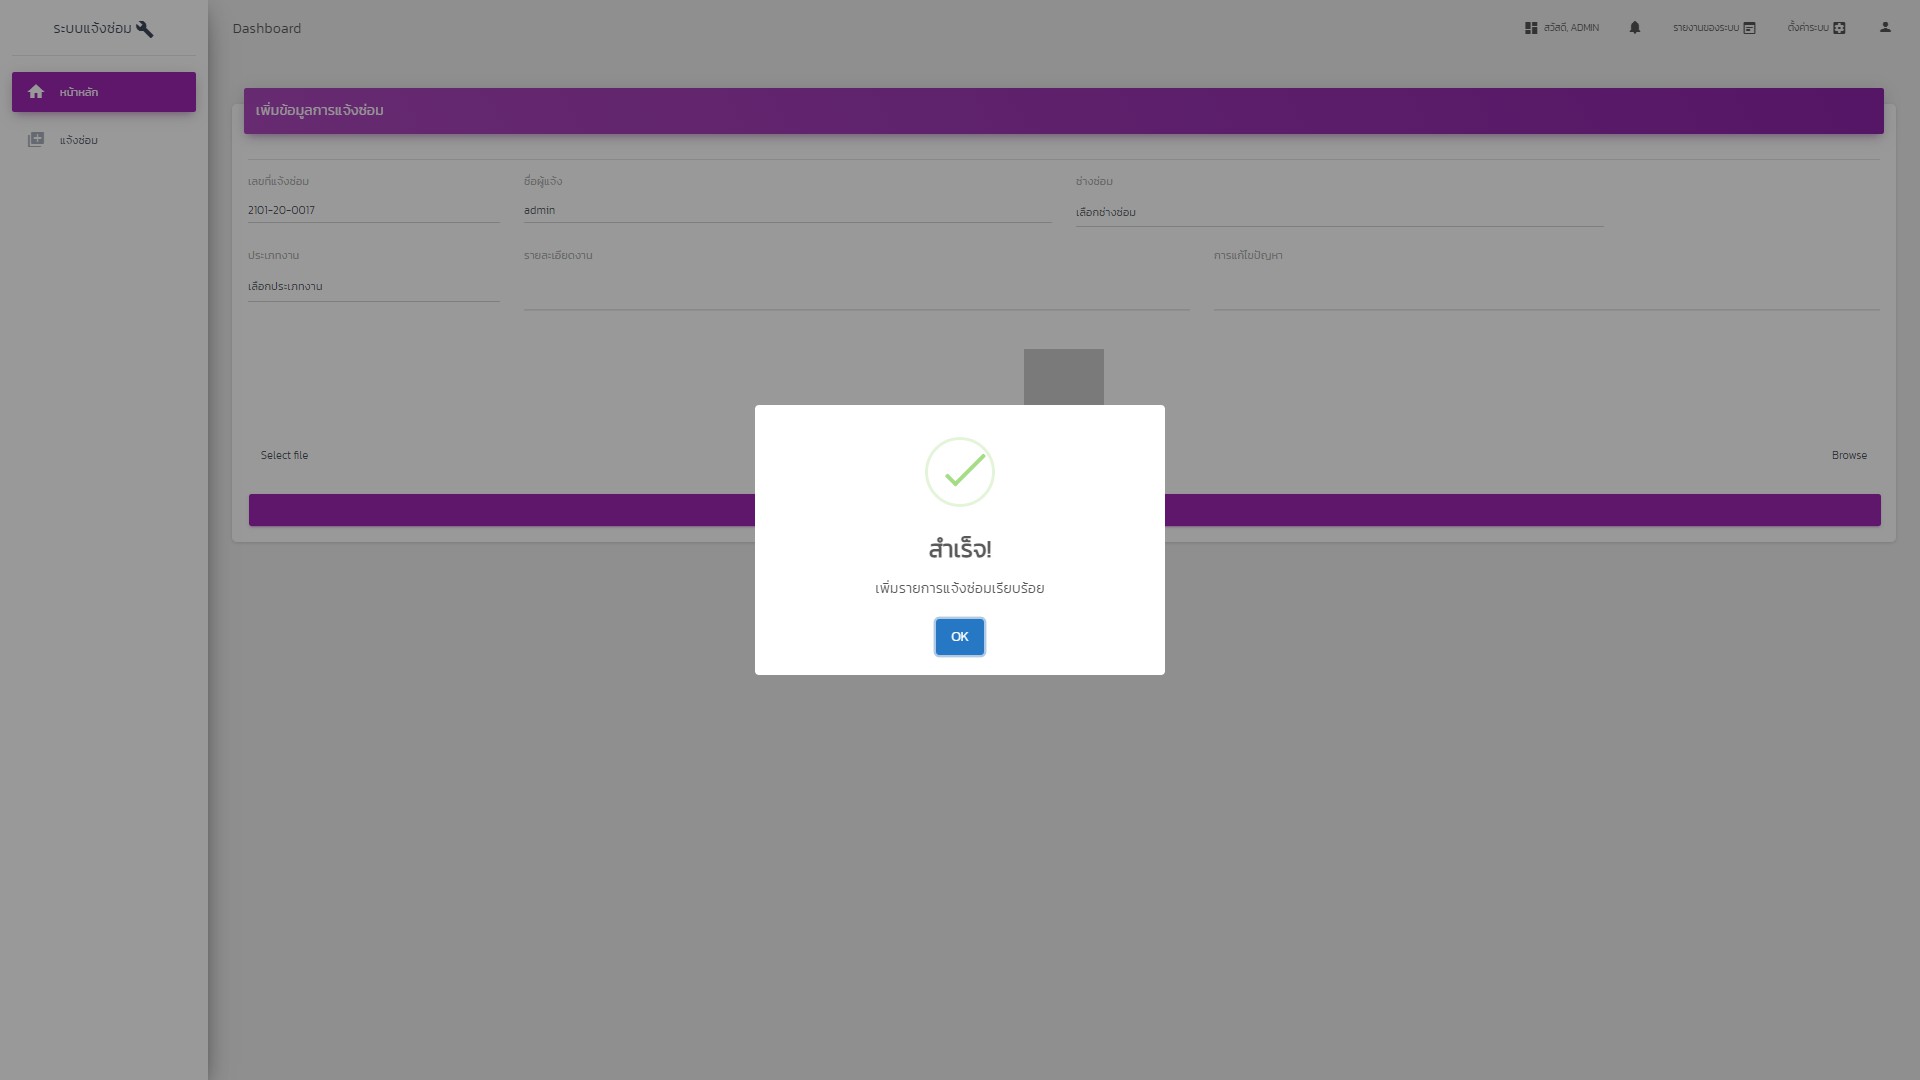 ระบบแจ้งซ่อม
Dashboard
สวัสดี, ADMIN
รายงานของระบบ
ตั้งค่าระบบ
หน้าหลัก
แจ้งซ่อม
เพิ่มข้อมูลการแจ้งซ่อม
เลขที่แจ้งซ่อม
ชื่อผู้แจ้ง
ช่างซ่อม
2101-20-0017
admin
เลือกช่างซ่อม
ประเภทงาน
รายละเอียดงาน
การแก้ไขปัญหา
เลือกประเภทงาน
Select file
Browse
สำเร็จ!
เพิ่มรายการแจ้งซ่อมเรียบร้อย
OK